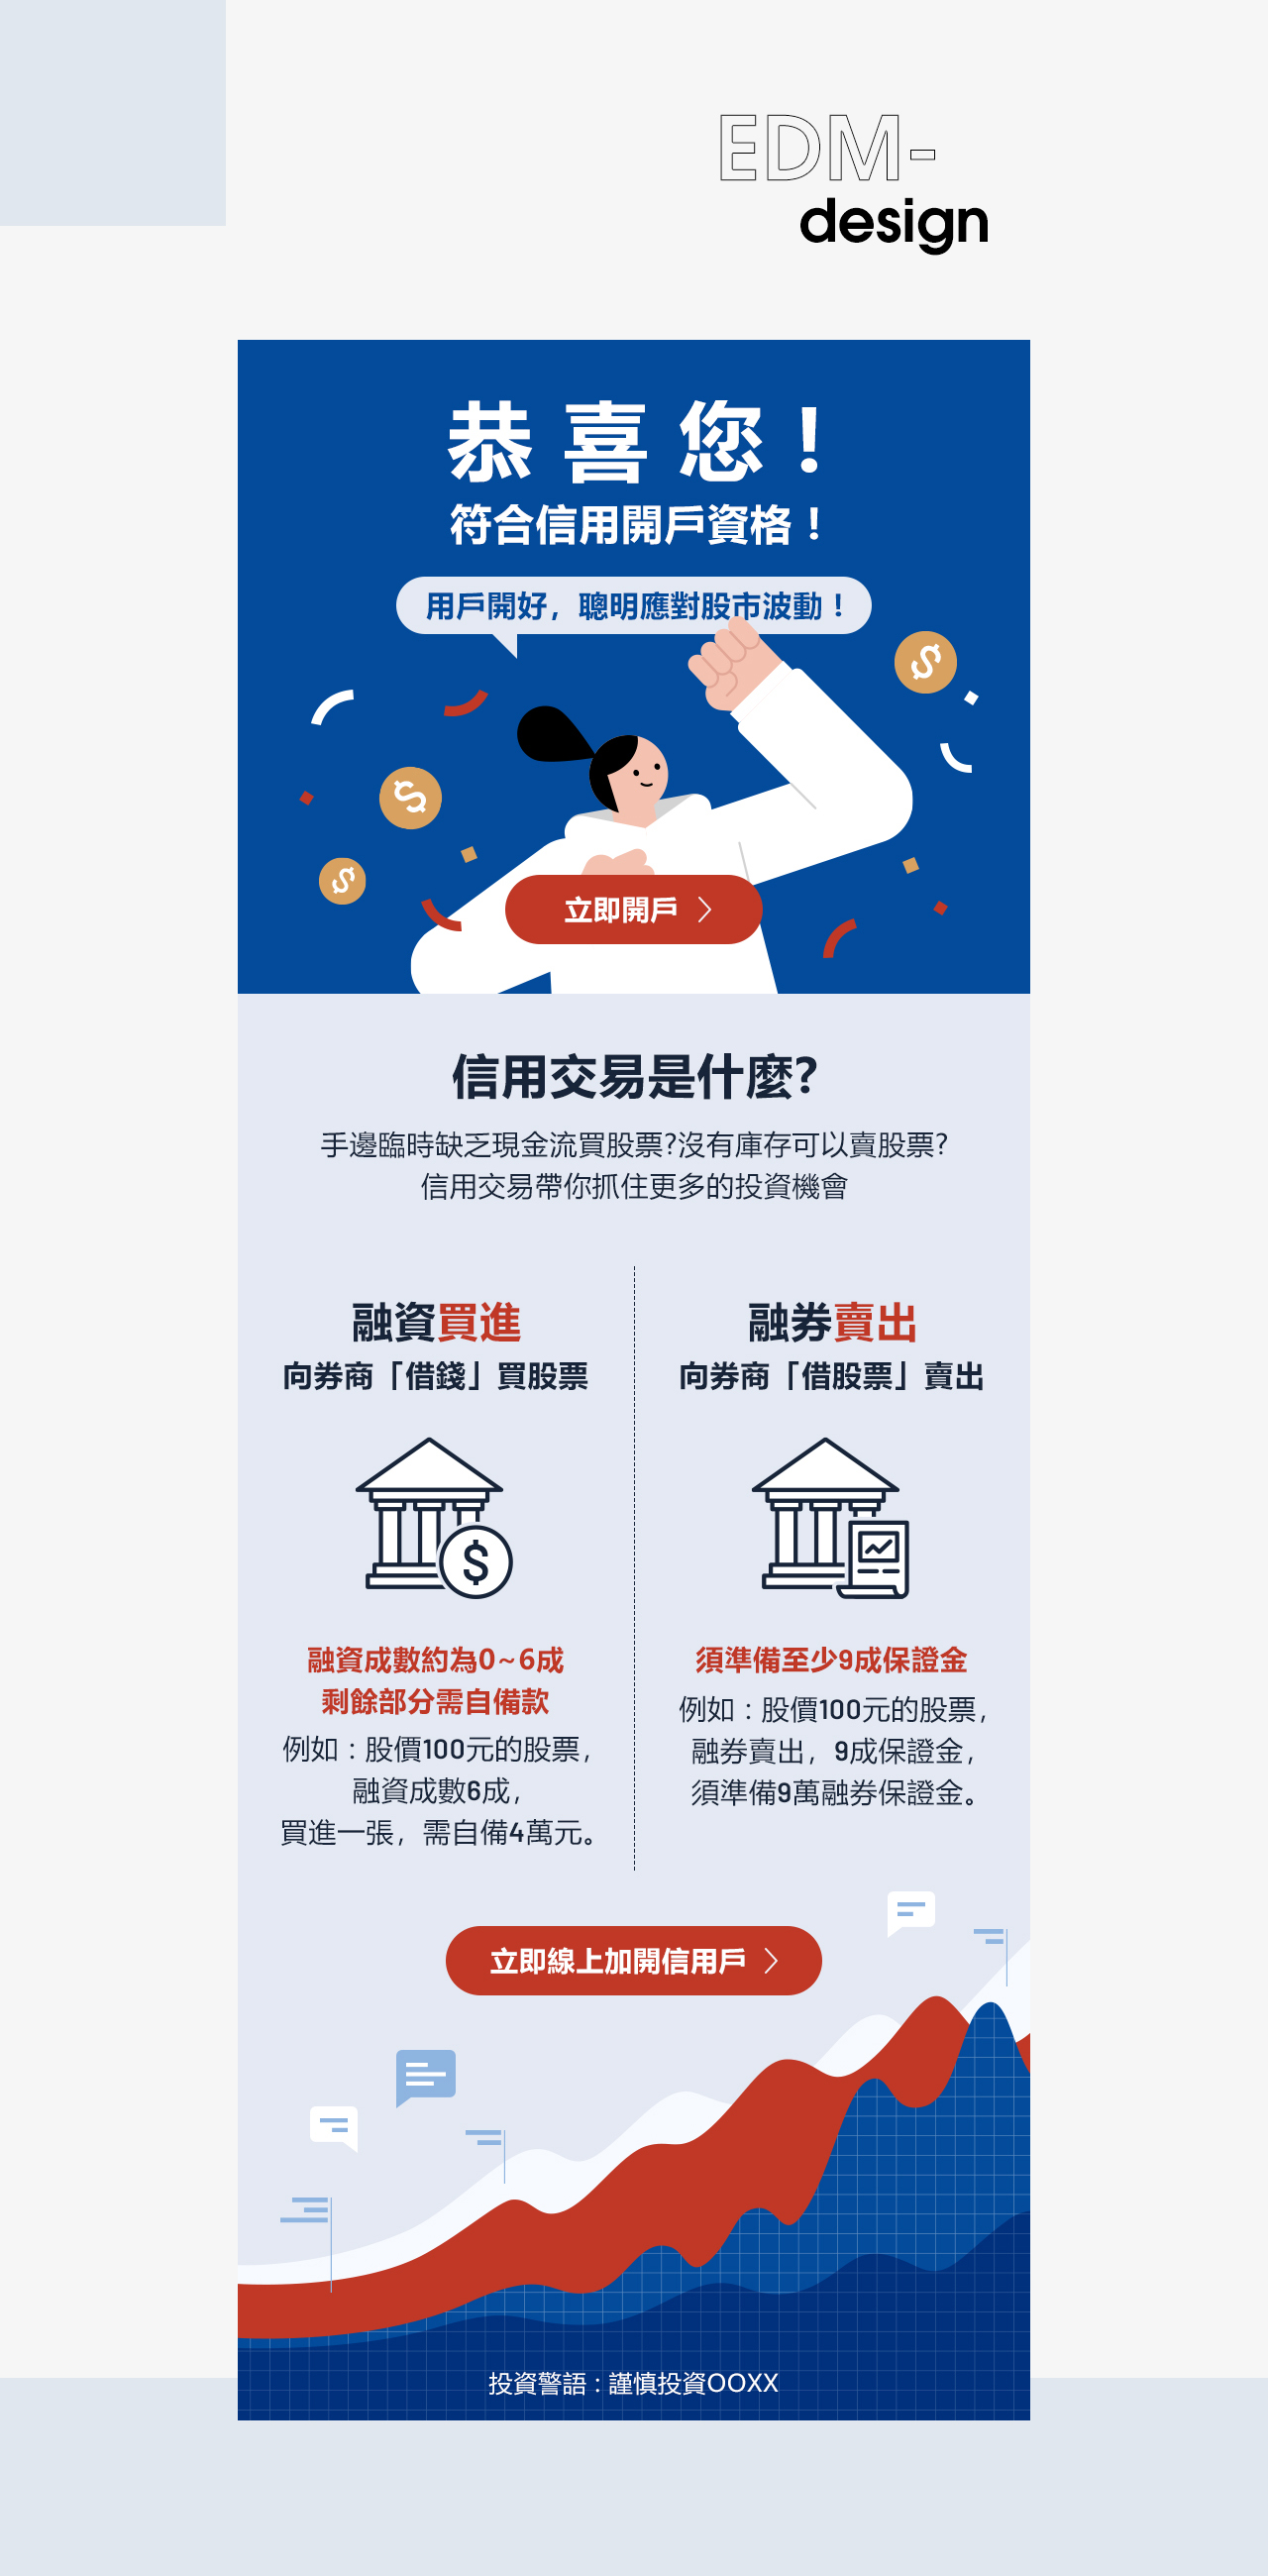 EDM-
design
恭喜您！
符合信用開戶資格！
用戶開好，聰明應對股市波動！
立即開戶
信用交易是什麼?
手邊臨時缺乏現金流買股票?沒有庫存可以賣股票?
信用交易帶你抓住更多的投資機會
融資買進
向券商「借錢」買股票
融資成數約為0~6成
剩餘部分需自備款
例如：股價100元的股票，
融資成數6成，
買進一張，需自備4萬元。
融券賣出
向券商「借股票」賣出
須準備至少9成保證金
例如：股價100元的股票，
融券賣出，9成保證金，
須準備9萬融券保證金。
立即線上加開信用戶
投資警語：謹慎投資OOXX